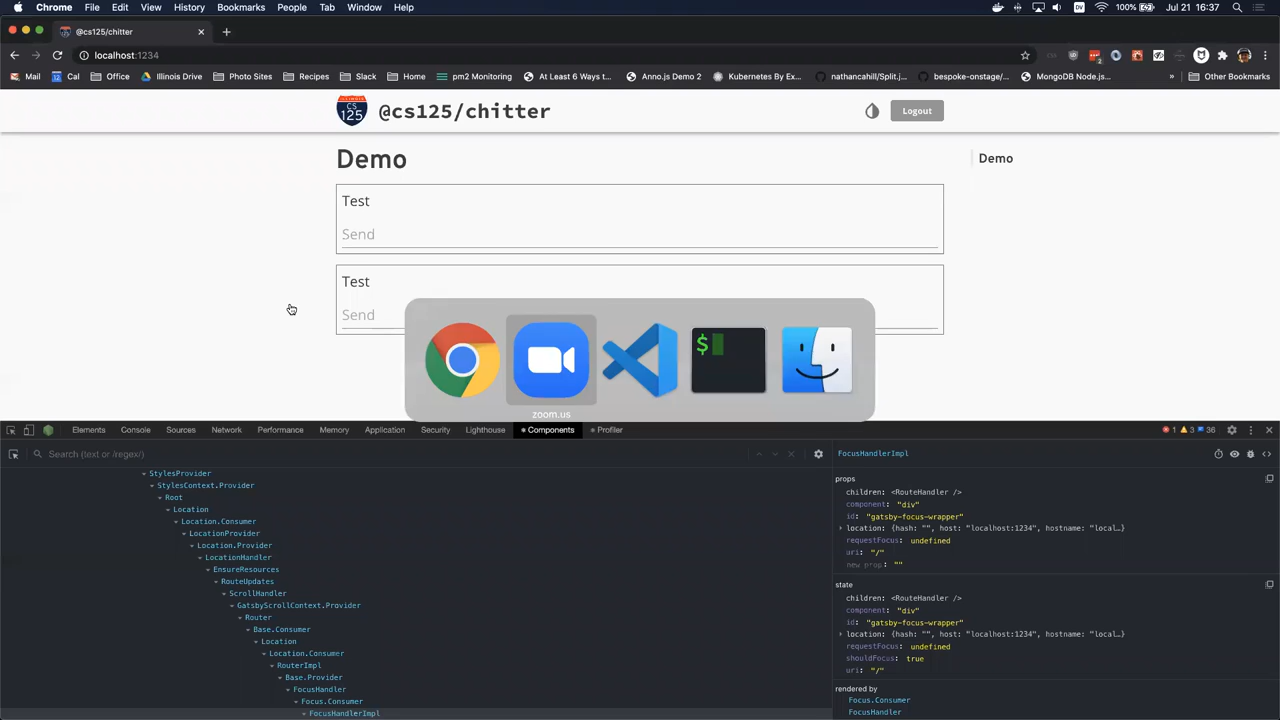 Chrome File Edit View History Bookmarks People Tab Window Help DV 100% Jul 21 16:37
@cs125/chitter
localhost:1234
Mail Cal Office Illinois Drive Photo Sites Recipes Slack Home pm2 Monitoring At Least 6 Ways t... Anno.js Demo 2 Kubernetes By Ex... nathancahill/Split.j... bespoke-onstage/... MongoDB Node.js... » Other Bookmarks
ILLINOIS CS 125 @cs125/chitter Logout
Demo
Demo
Test
Send
Test
Send
zoom.us
Elements Console Sources Network Performance Memory Application Security Lighthouse Components Profiler 1 3 36
Search (text or /regex/)
FocusHandlerImpl
StylesProvider
StylesContext.Provider
Root
Location
Location.Consumer
LocationProvider
Location.Provider
LocationHandler
EnsureResources
RouteUpdates
ScrollHandler
GatsbyScrollContext.Provider
Router
Base.Consumer
Location
Location.Consumer
RouterImpl
Base.Provider
FocusHandler
Focus.Consumer
FocusHandlerImpl
props
children: <RouteHandler />
component: "div"
id: "gatsby-focus-wrapper"
location: {hash: "", host: "localhost:1234", hostname: "local…}
requestFocus: undefined
uri: "/"
new prop: ""
state
children: <RouteHandler />
component: "div"
id: "gatsby-focus-wrapper"
location: {hash: "", host: "localhost:1234", hostname: "local…}
requestFocus: undefined
shouldFocus: true
uri: "/"
rendered by
Focus.Consumer
FocusHandler